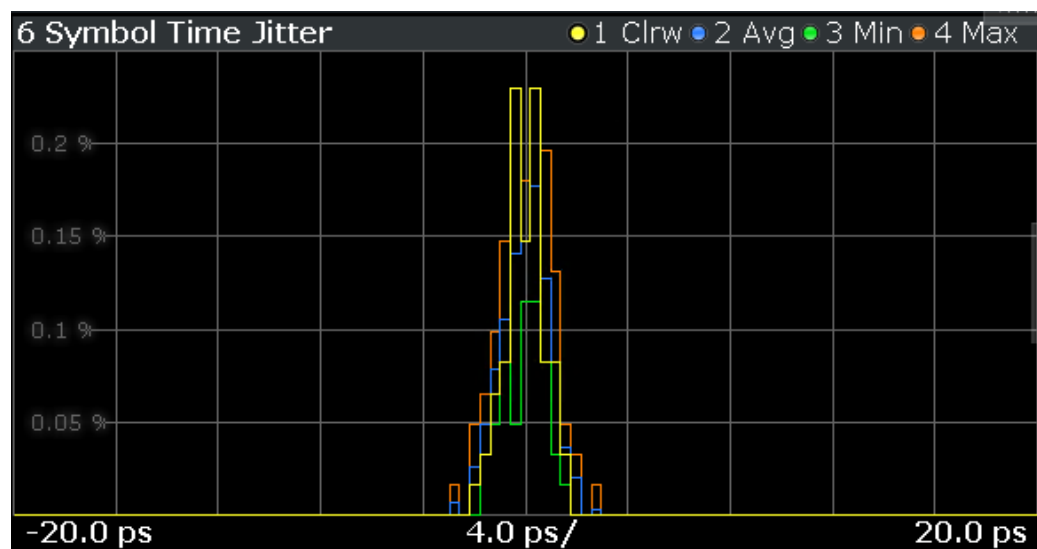 6 Symbol Time Jitter 1 Clrw 2 Avg 3 Min 4 Max
0.2 %
0.15 %
0.1 %
0.05 %
-20.0 ps 4.0 ps/ 20.0 ps